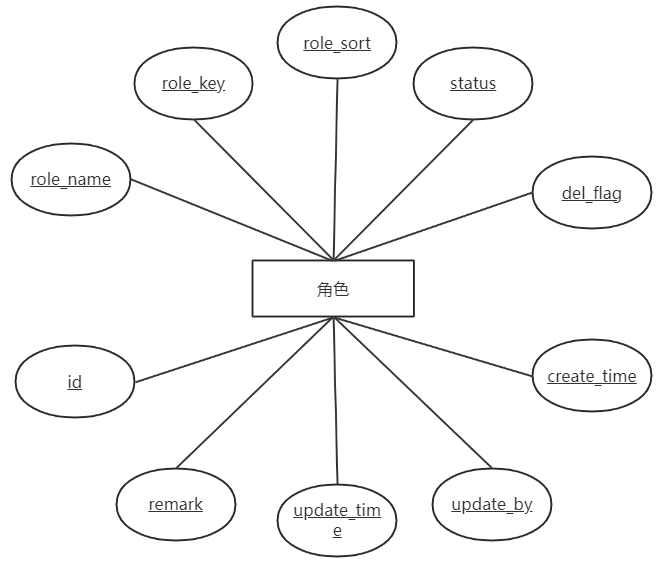 role_sort
role_key
status
role_name
del_flag
角色
id
create_time
remark
update_tim
e
update_by